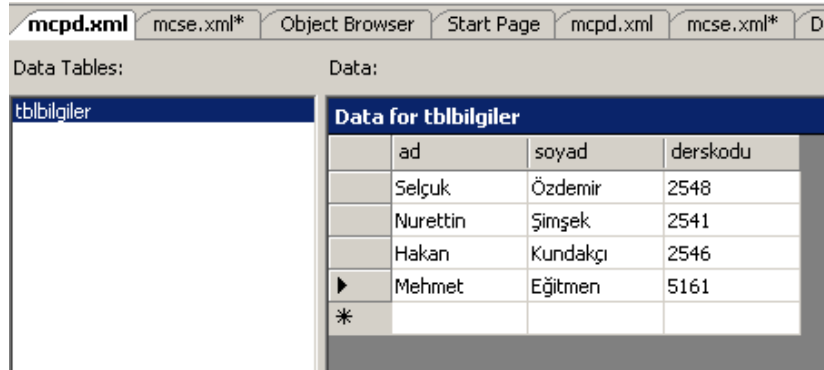 mcpd.xml mcse.xml* Object Browser Start Page mcpd.xml mcse.xml* D
Data Tables: Data:
tblbilgiler
Data for tblbilgiler
ad soyad derskodu
Selçuk Özdemir 2548
Nurettin Şimşek 2541
Hakan Kundakçı 2546
Mehmet Eğitmen 5161